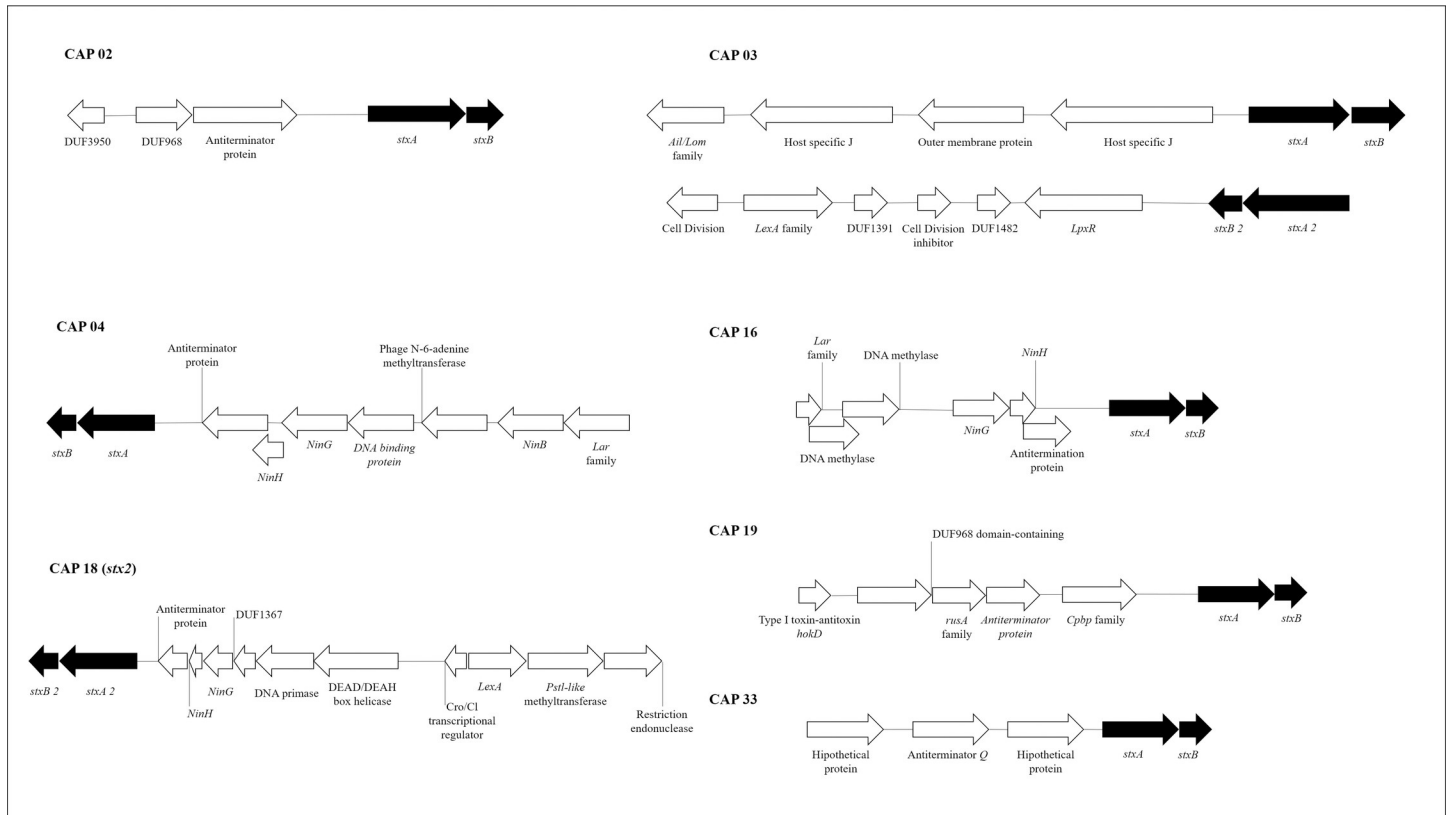 CAP 02
DUF3950
DUF968
Antiterminator
protein
stxA
stxB
CAP 03
Ail/Lom
family
Host specific J
Outer membrane protein
Host specific J
stxA
stxB
Cell Division
LexA family
DUF1391
Cell Division
inhibitor
DUF1482
LpxR
stxB 2
stxA 2
CAP 04
Antiterminator
protein
Phage N-6-adenine
methyltransferase
stxB
stxA
NinH
NinG
DNA binding
protein
NinB
Lar
family
CAP 16
Lar
family
DNA methylase
NinH
DNA methylase
NinG
Antitermination
protein
stxA
stxB
CAP 18 (stx2)
Antiterminator
protein
DUF1367
stxB 2
stxA 2
NinH
NinG
DNA primase
DEAD/DEAH
box helicase
Cro/Cl
transcriptional
regulator
LexA
Pstl-like
methyltransferase
Restriction
endonuclease
CAP 19
DUF968 domain-containing
Type I toxin-antitoxin
hokD
rusA
family
Antiterminator
protein
Cpbp family
stxA
stxB
CAP 33
Hipothetical
protein
Antiterminator Q
Hipothetical
protein
stxA
stxB